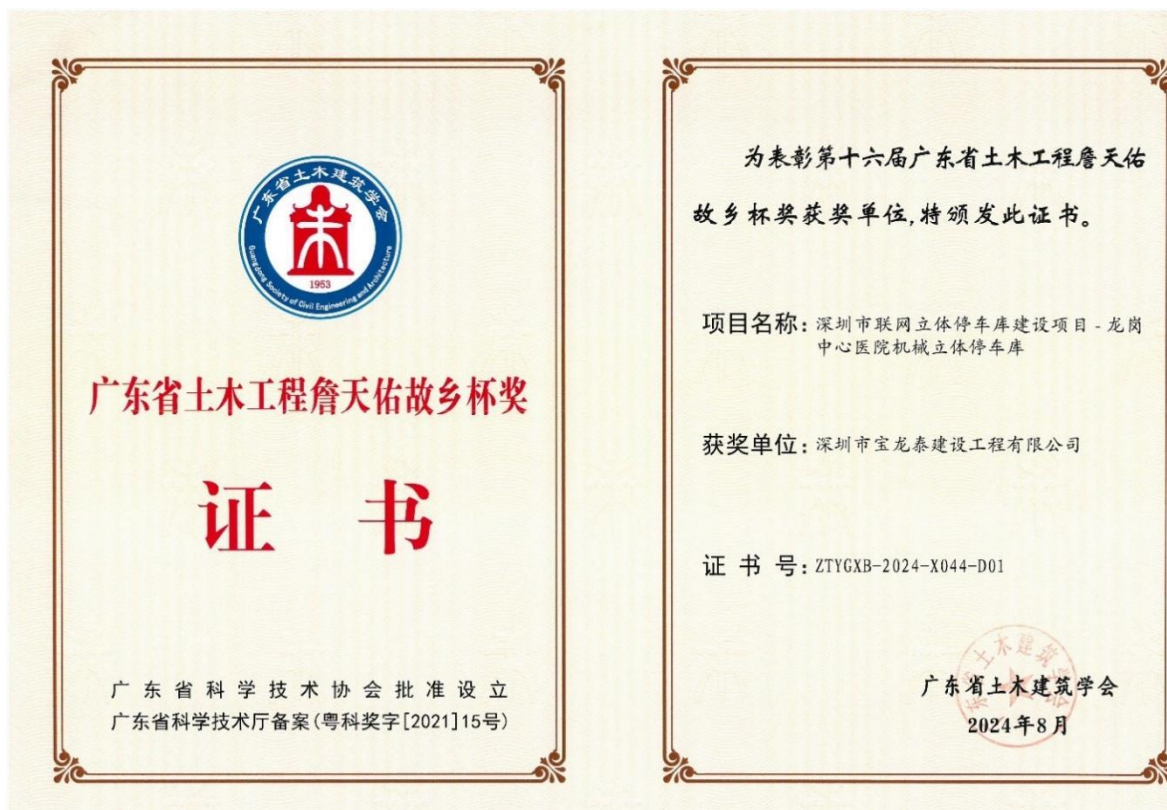 广东省土木建筑学会
1953
Guangdong Society of Civil Engineering and Architecture
广东省土木工程詹天佑故乡杯奖
证 书
广东省科学技术协会批准设立
广东省科学技术厅备案(粤科奖字[2021]15号)
为表彰第十六届广东省土木工程詹天佑
故乡杯奖获奖单位,特颁发此证书。
项目名称:深圳市联网立体停车库建设项目-龙岗
中心医院机械立体停车库
获奖单位:深圳市宝龙泰建设工程有限公司
证书号:ZTYGXB-2024-X044-D01
东省土木建筑学会
广东省土木建筑学会
2024年8月